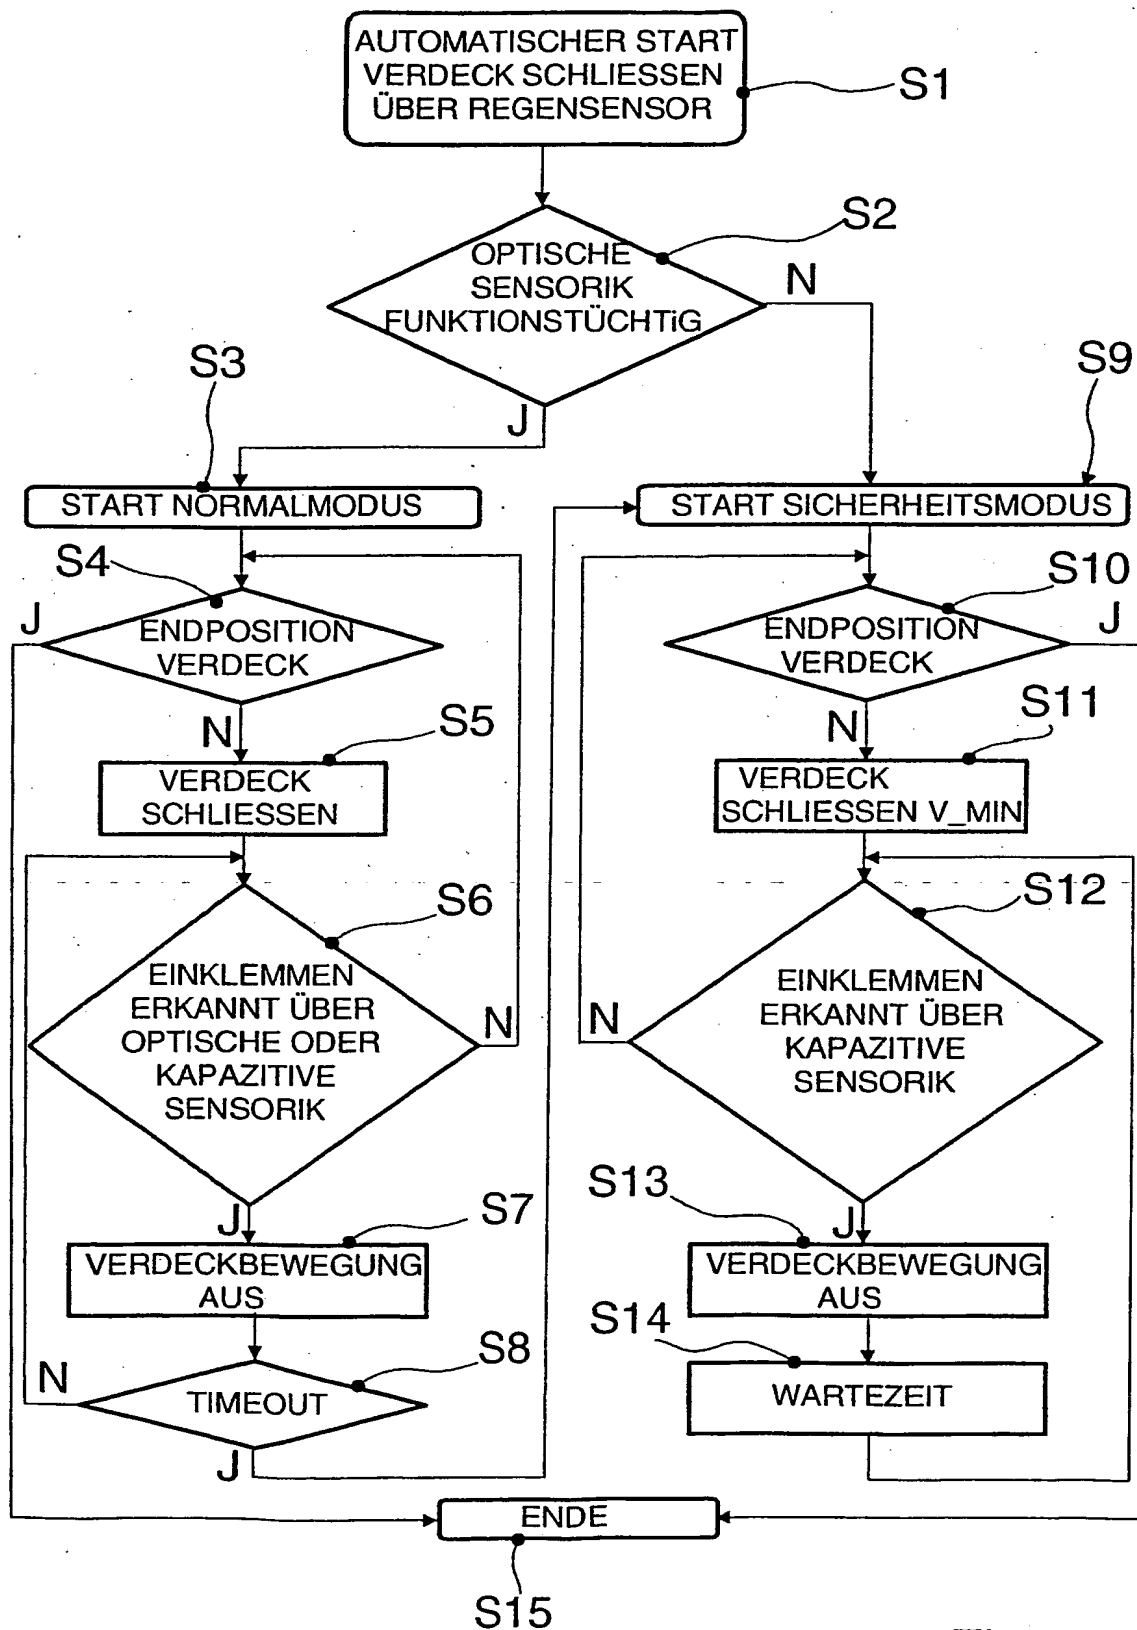 AUTOMATISCHER START
VERDECK SCHLIESSEN
ÜBER REGENSENSOR
S1
S2
OPTISCHE
SENSORIK
FUNKTIONSTÜCHTiG
N
J
S3
S9
START NORMALMODUS
START SICHERHEITSMODUS
S4
S10
J
ENDPOSITION
VERDECK
ENDPOSITION
VERDECK
J
N
S5
N
S11
VERDECK
SCHLIESSEN
VERDECK
SCHLIESSEN V_MIN
S6
S12
EINKLEMMEN
ERKANNT ÜBER
OPTISCHE ODER
KAPAZITIVE
SENSORIK
N
N
EINKLEMMEN
ERKANNT ÜBER
KAPAZITIVE
SENSORIK
J
S7
S13
J
VERDECKBEWEGUNG
AUS
VERDECKBEWEGUNG
AUS
S8
S14
N
TIMEOUT
WARTEZEIT
J
ENDE
S15